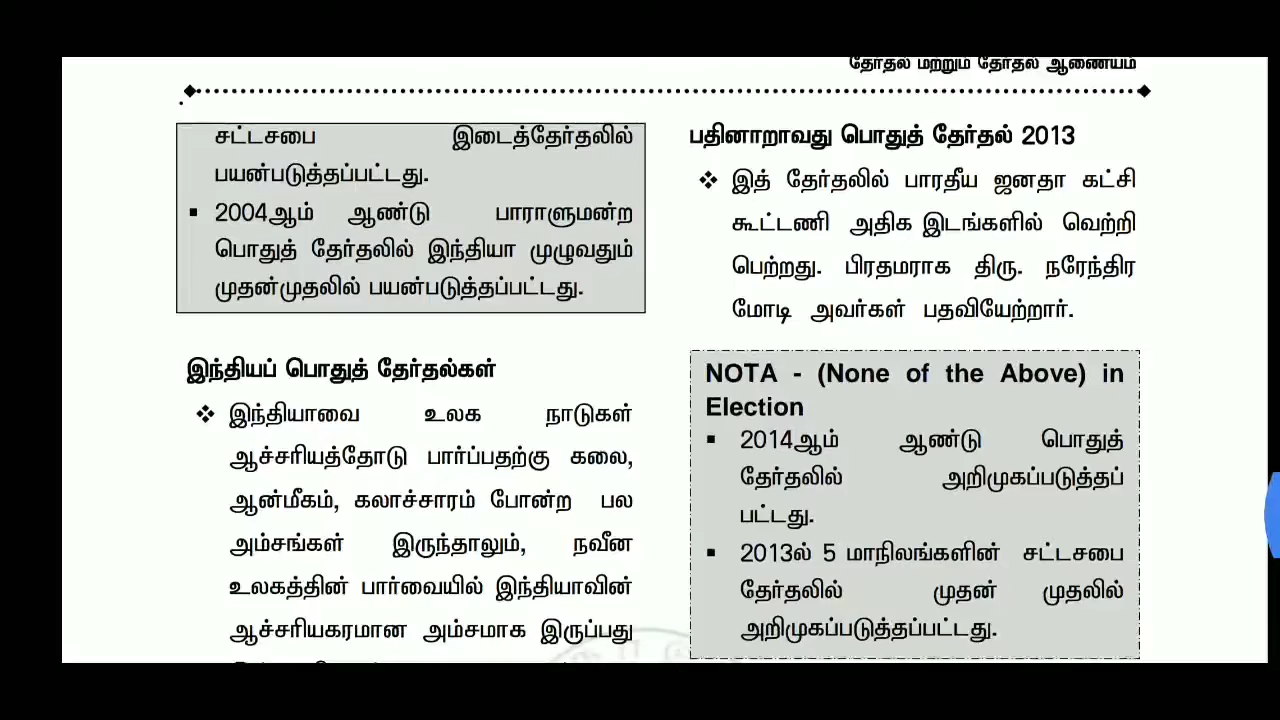 தேர்தல் மற்றும் தேர்தல் ஆணையம்
சட்டசபை இடைத்தேர்தலில்
பயன்படுத்தப்பட்டது.
▪ 2004ஆம் ஆண்டு பாராளுமன்ற
பொதுத் தேர்தலில் இந்தியா முழுவதும்
முதன்முதலில் பயன்படுத்தப்பட்டது.
இந்தியப் பொதுத் தேர்தல்கள்
❖ இந்தியாவை உலக நாடுகள்
ஆச்சரியத்தோடு பார்ப்பதற்கு கலை,
ஆன்மீகம், கலாச்சாரம் போன்ற பல
அம்சங்கள் இருந்தாலும், நவீன
உலகத்தின் பார்வையில் இந்தியாவின்
ஆச்சரியகரமான அம்சமாக இருப்பது
பதினாறாவது பொதுத் தேர்தல் 2013
❖ இத் தேர்தலில் பாரதீய ஜனதா கட்சி
கூட்டணி அதிக இடங்களில் வெற்றி
பெற்றது. பிரதமராக திரு. நரேந்திர
மோடி அவர்கள் பதவியேற்றார்.
NOTA - (None of the Above) in
Election
▪ 2014ஆம் ஆண்டு பொதுத்
தேர்தலில் அறிமுகப்படுத்தப்
பட்டது.
▪ 2013ல் 5 மாநிலங்களின் சட்டசபை
தேர்தலில் முதன் முதலில்
அறிமுகப்படுத்தப்பட்டது.